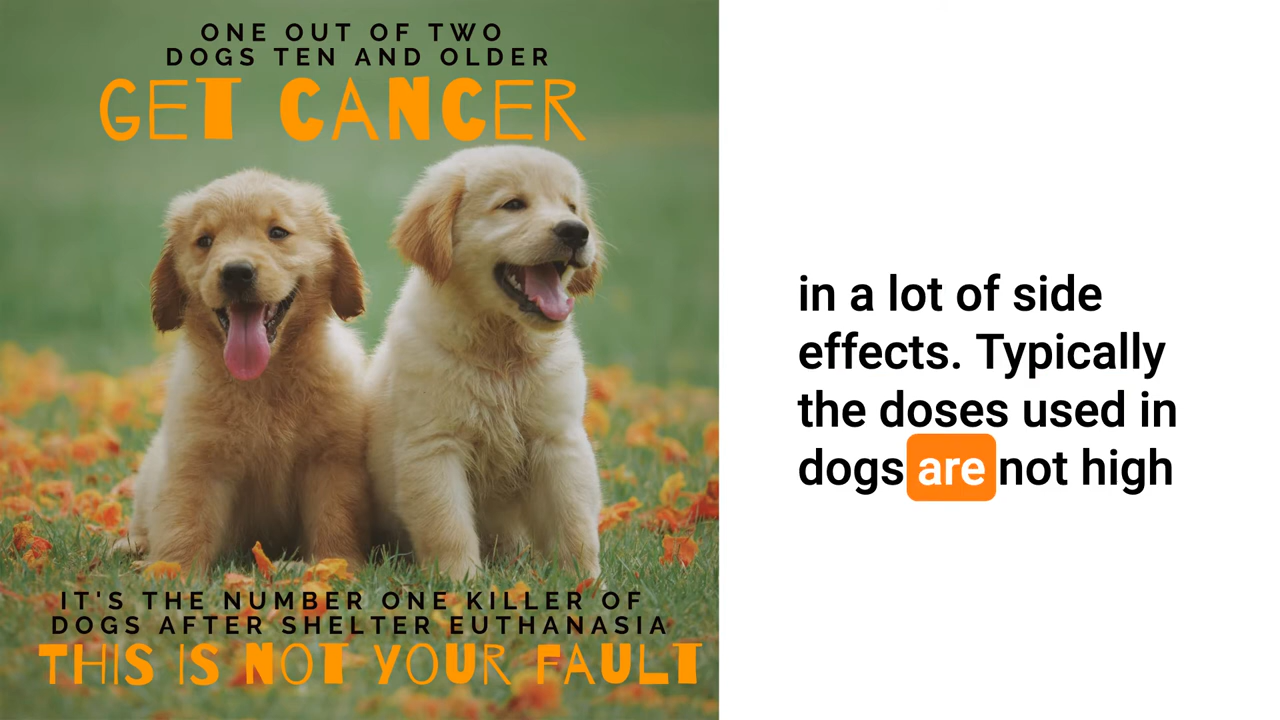 ONE OUT OF TWO
DOGS TEN AND OLDER
GET CANCER
IT'S THE NUMBER ONE KILLER OF
DOGS AFTER SHELTER EUTHANASIA
THIS IS NOT YOUR FAULT
in a lot of side
effects. Typically
the doses used in
dogs are not high